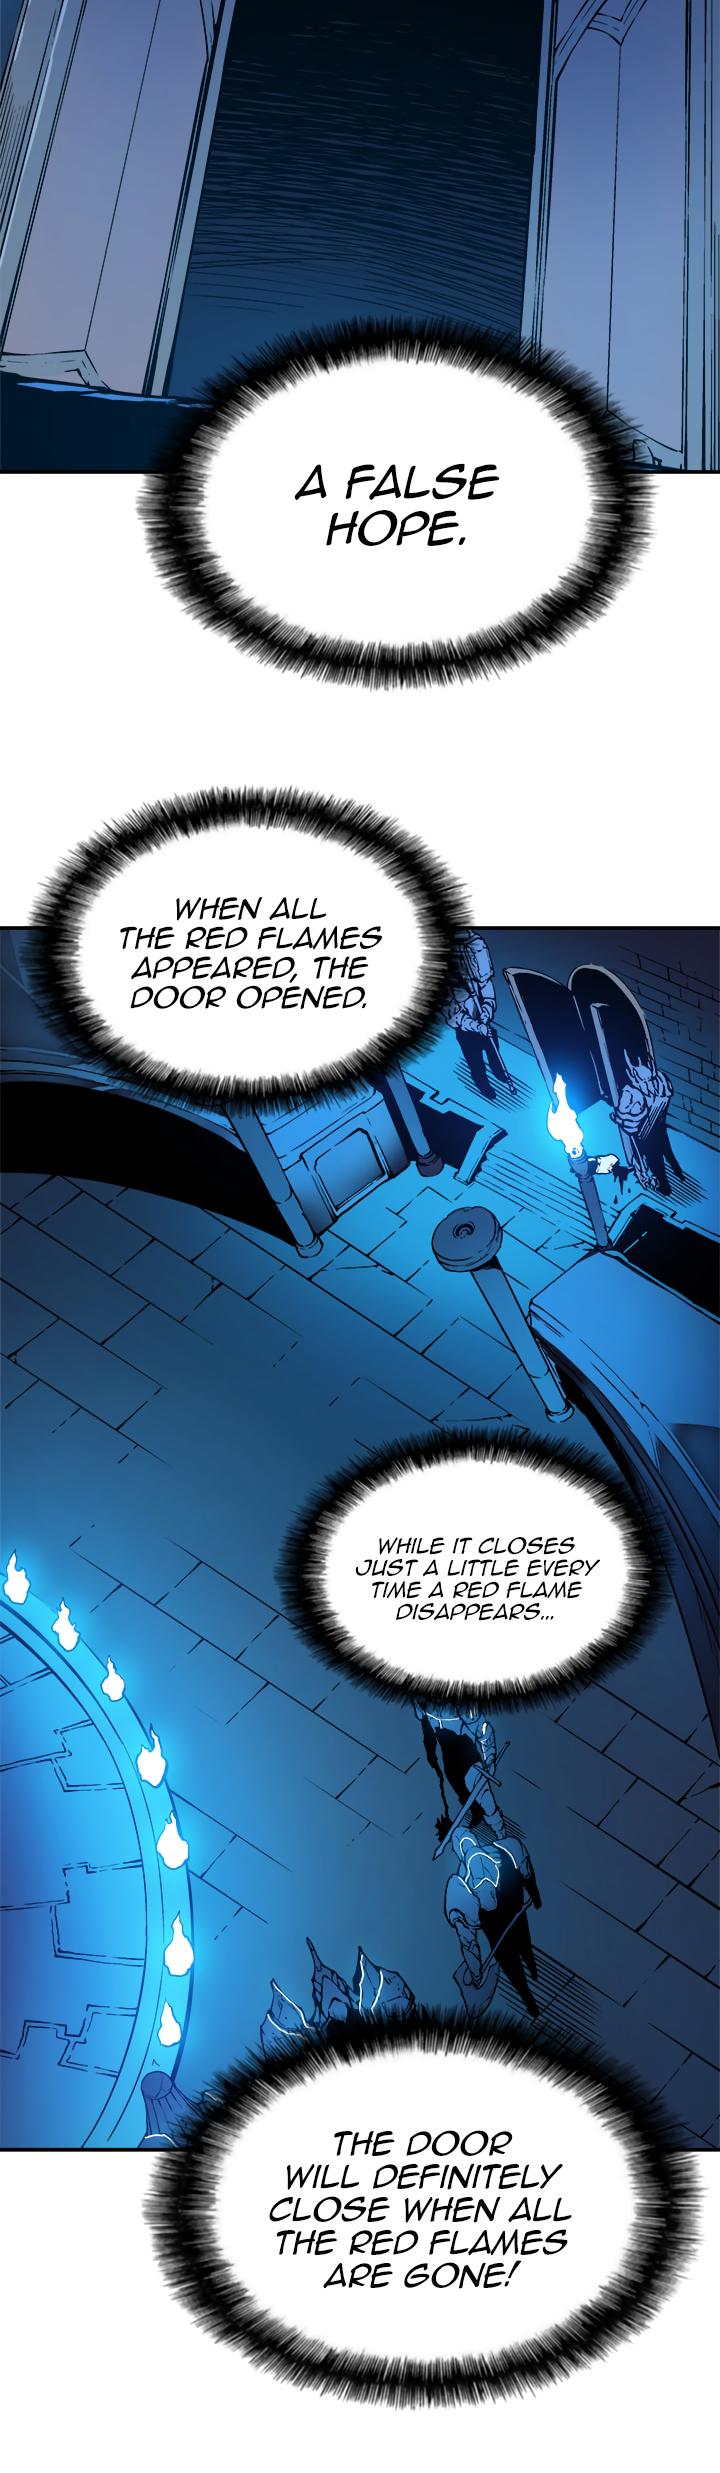 A FALSE
HOPE.
WHEN ALL
THE RED FLAMES
APPEARED, THE
DOOR OPENED.
WHILE IT CLOSES
JUST A LITTLE EVERY
TIME A RED FLAME
DISAPPEARS...
THE DOOR
WILL DEFINITELY
CLOSE WHEN ALL
THE RED FLAMES
ARE GONE!